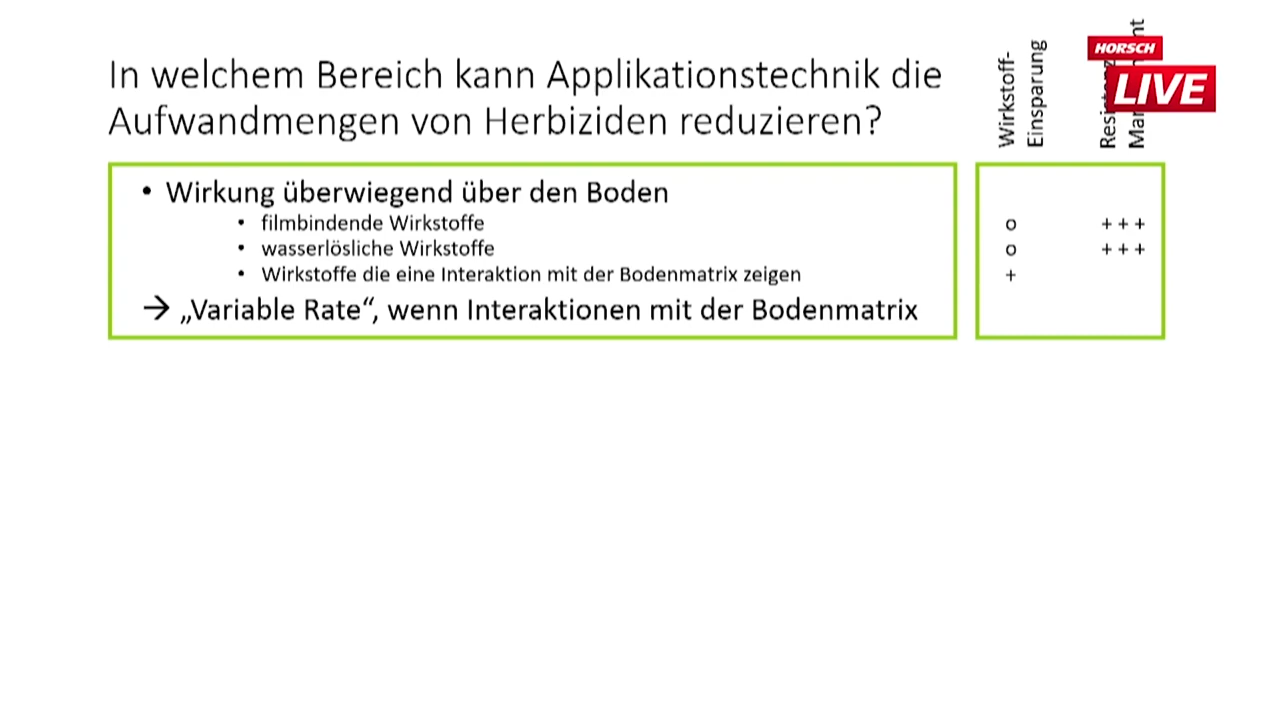 In welchem Bereich kann Applikationstechnik die
Aufwandmengen von Herbiziden reduzieren?
Wirkstoff-
Einsparung
HORSCH
LIVE
• Wirkung überwiegend über den Boden
• filmbindende Wirkstoffe o +++
• wasserlösliche Wirkstoffe o +++
• Wirkstoffe die eine Interaktion mit der Bodenmatrix zeigen +
→ „Variable Rate“, wenn Interaktionen mit der Bodenmatrix